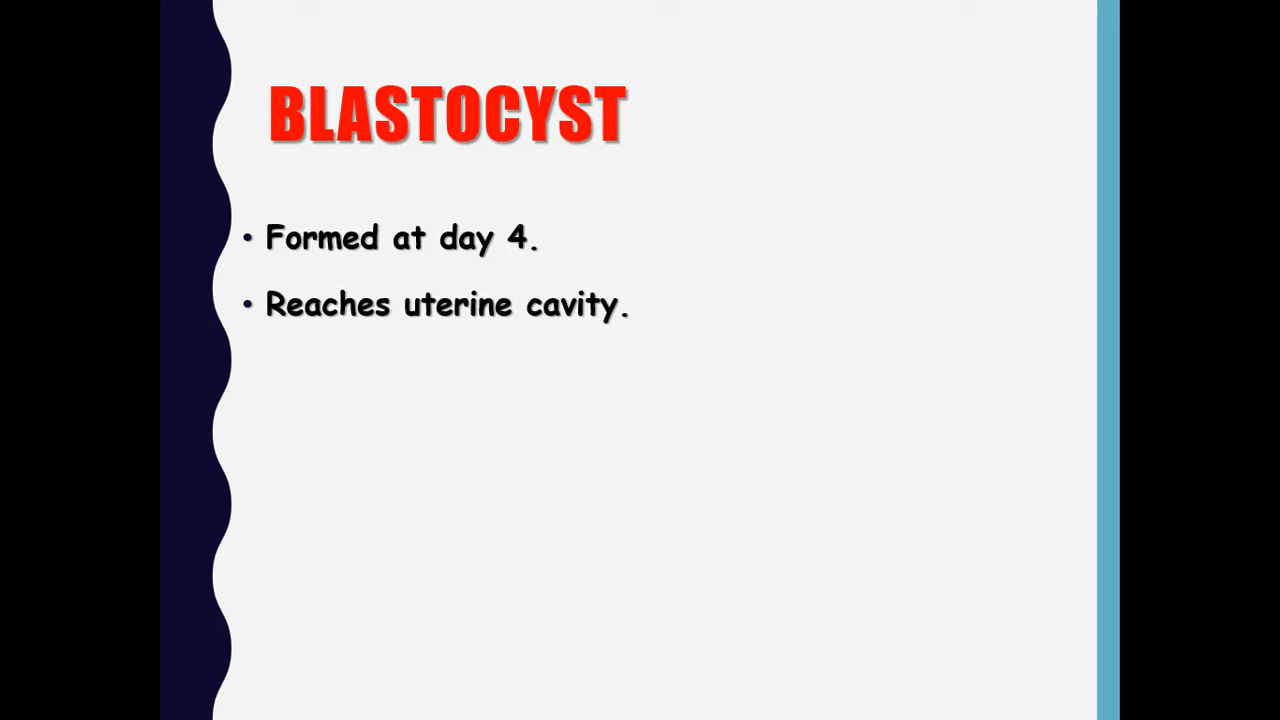 BLASTOCYST
• Formed at day 4.
• Reaches uterine cavity.